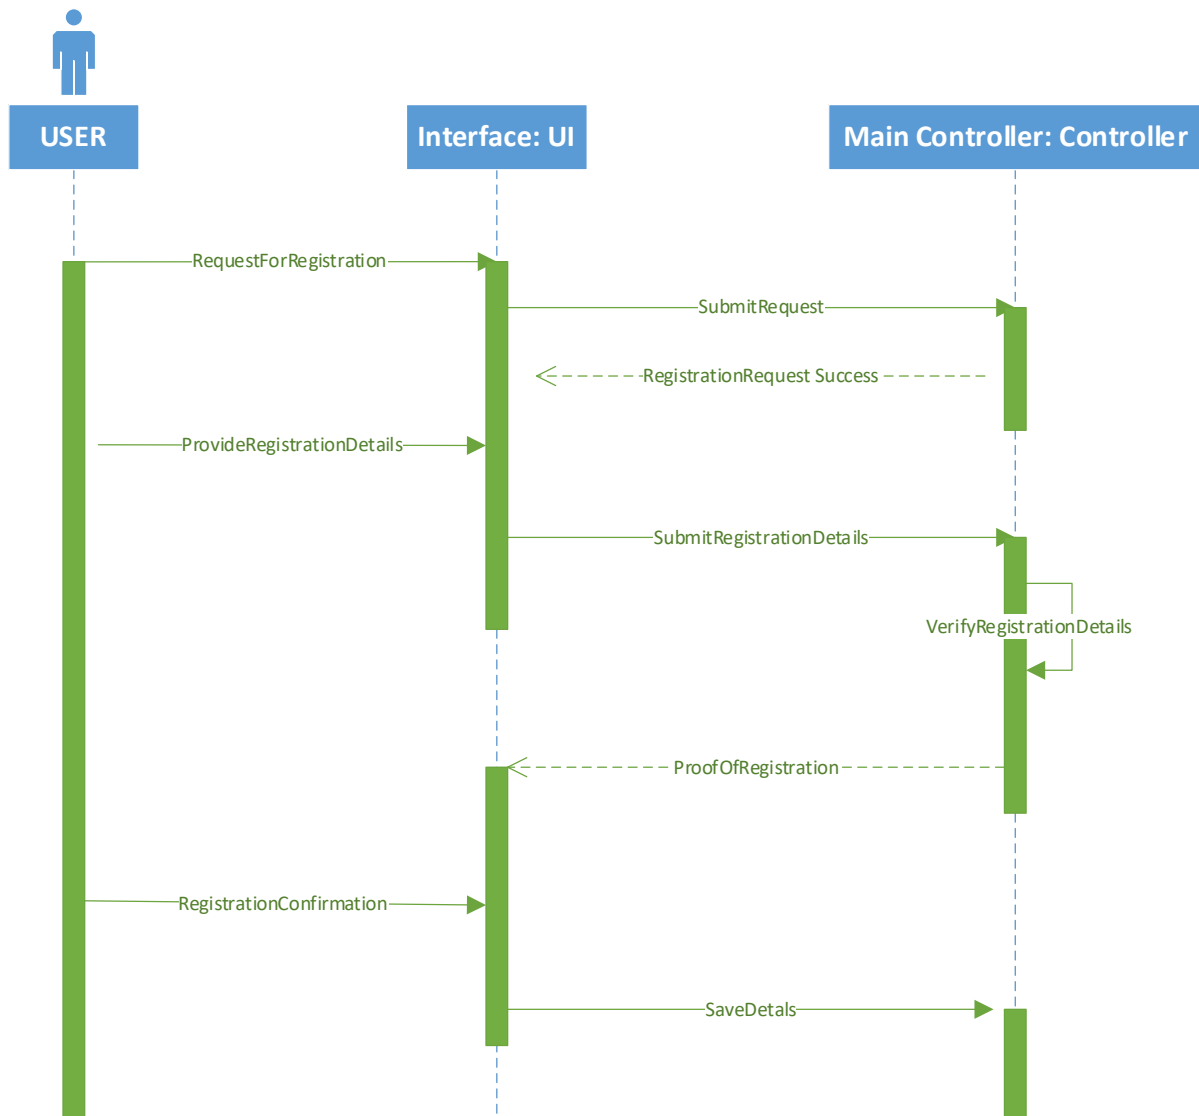 USER
Interface: UI
Main Controller: Controller
RequestForRegistration
SubmitRequest
RegistrationRequest Success
ProvideRegistrationDetails
SubmitRegistrationDetails
VerifyRegistrationDetails
ProofOfRegistration
RegistrationConfirmation
SaveDetals